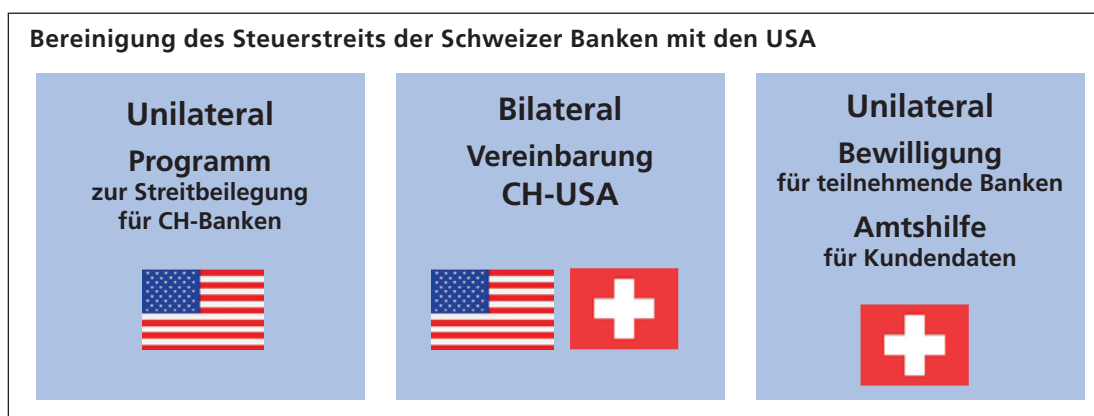 Bereinigung des Steuerstreits der Schweizer Banken mit den USA
Unilateral
Programm
zur Streitbeilegung
für CH-Banken
Bilateral
Vereinbarung
CH-USA
Unilateral
Bewilligung
für teilnehmende Banken
Amtshilfe
für Kundendaten